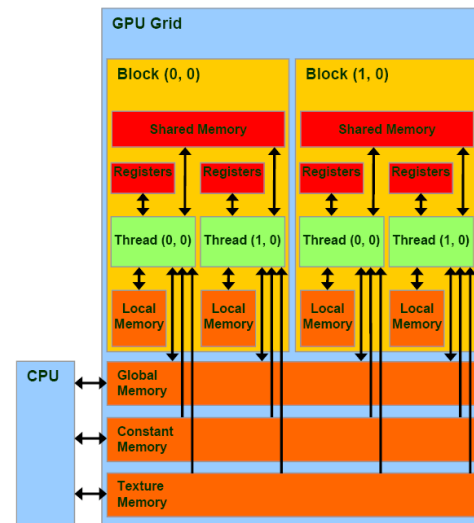 GPU Grid
Block (0, 0)
Shared Memory
Registers
Registers
Thread (0, 0)
Thread (1, 0)
Local
Memory
Local
Memory
Block (1, 0)
Shared Memory
Registers
Registers
Thread (0, 0)
Thread (1, 0)
Local
Memory
Local
Memory
CPU
Global
Memory
Constant
Memory
Texture
Memory